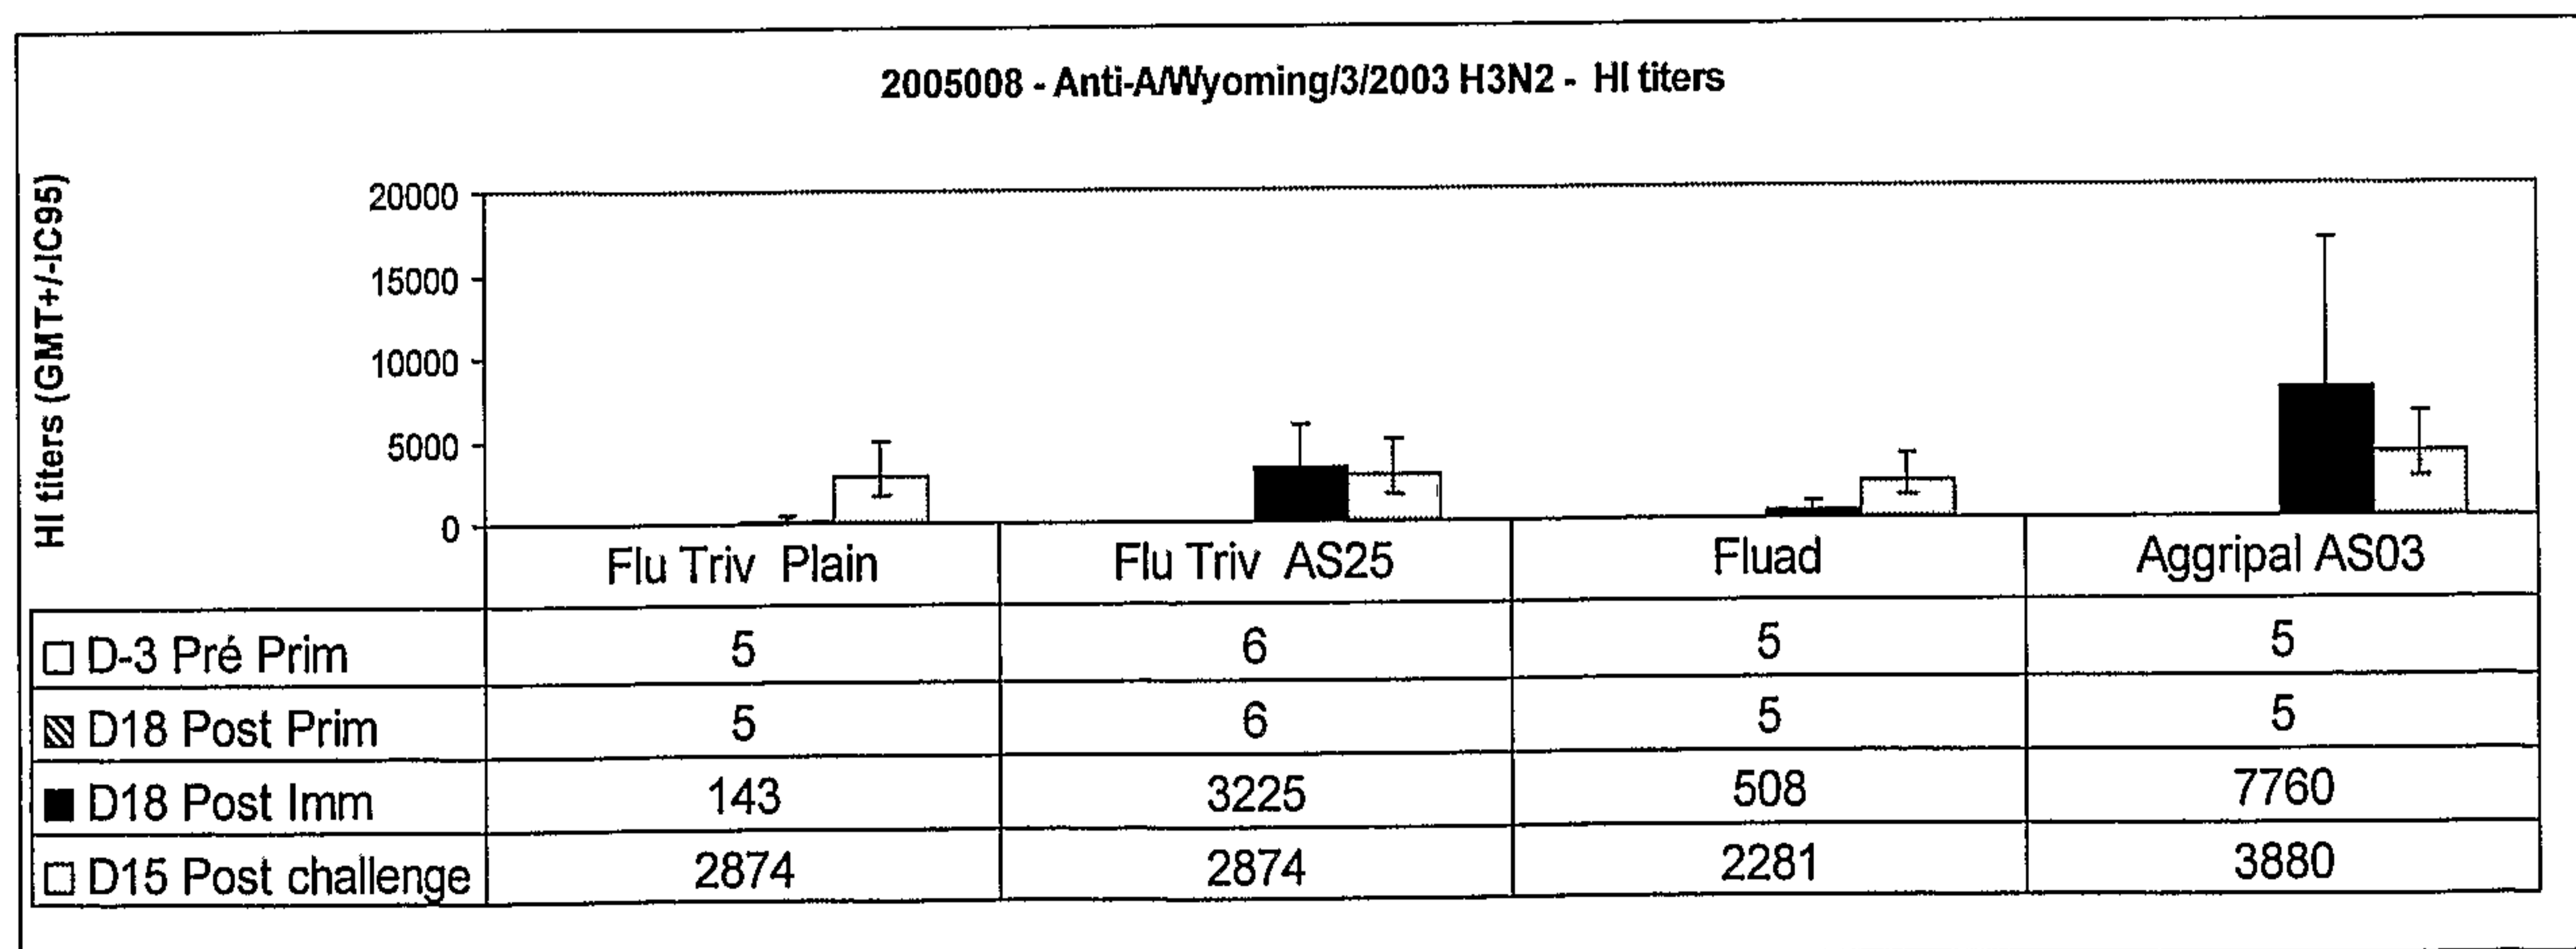 2005008 - Anti-A/Wyoming/3/2003 H3N2 - HI titers
HI titers (GMT+/-IC95)
20000
15000
10000
5000
0
Flu Triv Plain Flu Triv AS25 Fluad Aggripal AS03
D-3 Pré Prim 5 6 5 5
D18 Post Prim 5 6 5 5
D18 Post Imm 143 3225 508 7760
D15 Post challenge 2874 2874 2281 3880